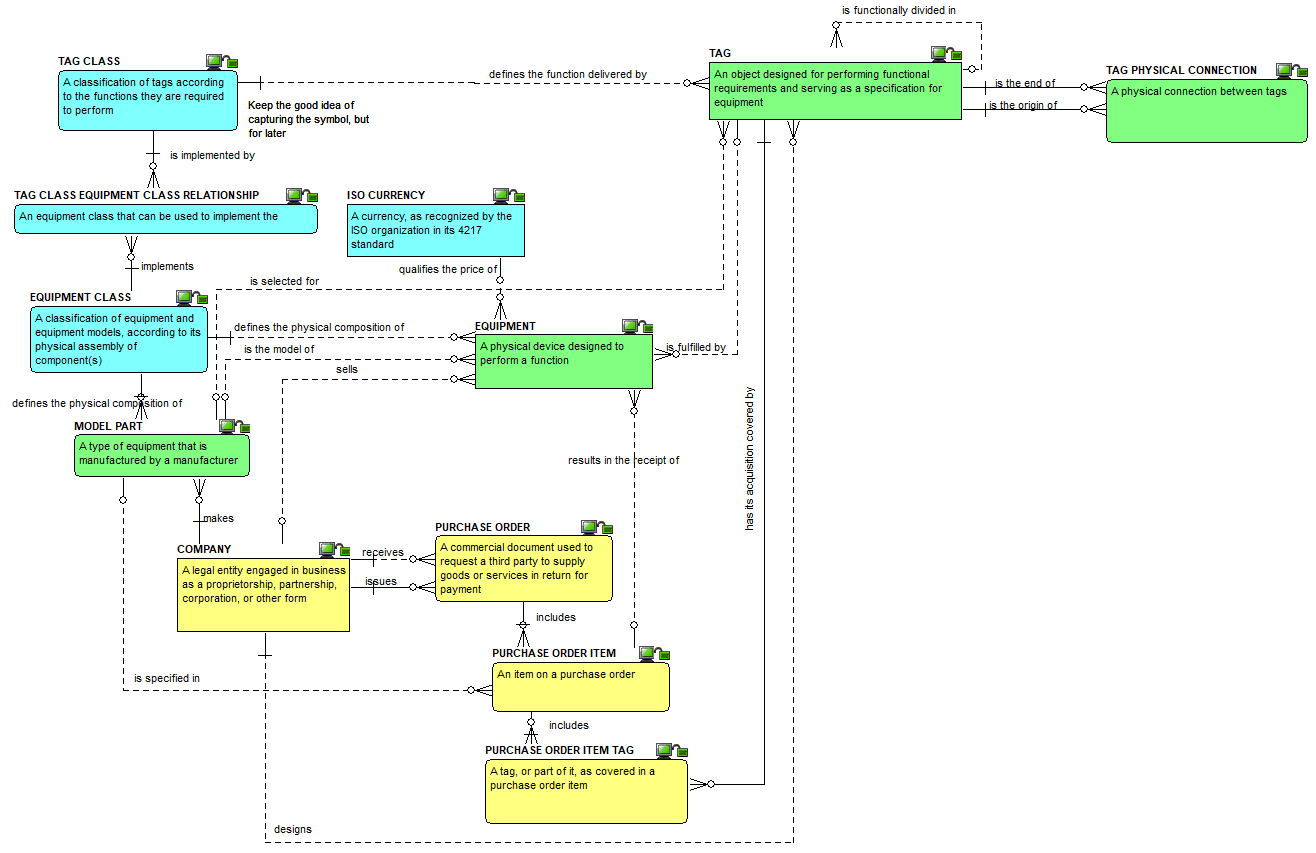 is functionally divided in
TAG CLASS
A classification of tags according
to the functions they are required
to perform
Keep the good idea of
capturing the symbol, but
for later
defines the function delivered by
TAG
An object designed for performing functional
requirements and serving as a specification for
equipment
is the end of
is the origin of
TAG PHYSICAL CONNECTION
A physical connection between tags
is implemented by
TAG CLASS EQUIPMENT CLASS RELATIONSHIP
An equipment class that can be used to implement the
ISO CURRENCY
A currency, as recognized by the
ISO organization in its 4217
standard
implements
qualifies the price of
is selected for
EQUIPMENT CLASS
A classification of equipment and
equipment models, according to its
physical assembly of
component(s)
defines the physical composition of
is the model of
sells
EQUIPMENT
A physical device designed to
perform a function
is fulfilled by
defines the physical composition of
MODEL PART
A type of equipment that is
manufactured by a manufacturer
results in the receipt of
has its acquisition covered by
makes
COMPANY
A legal entity engaged in business
as a proprietorship, partnership,
corporation, or other form
receives
issues
PURCHASE ORDER
A commercial document used to
request a third party to supply
goods or services in return for
payment
includes
PURCHASE ORDER ITEM
An item on a purchase order
is specified in
includes
PURCHASE ORDER ITEM TAG
A tag, or part of it, as covered in a
purchase order item
designs